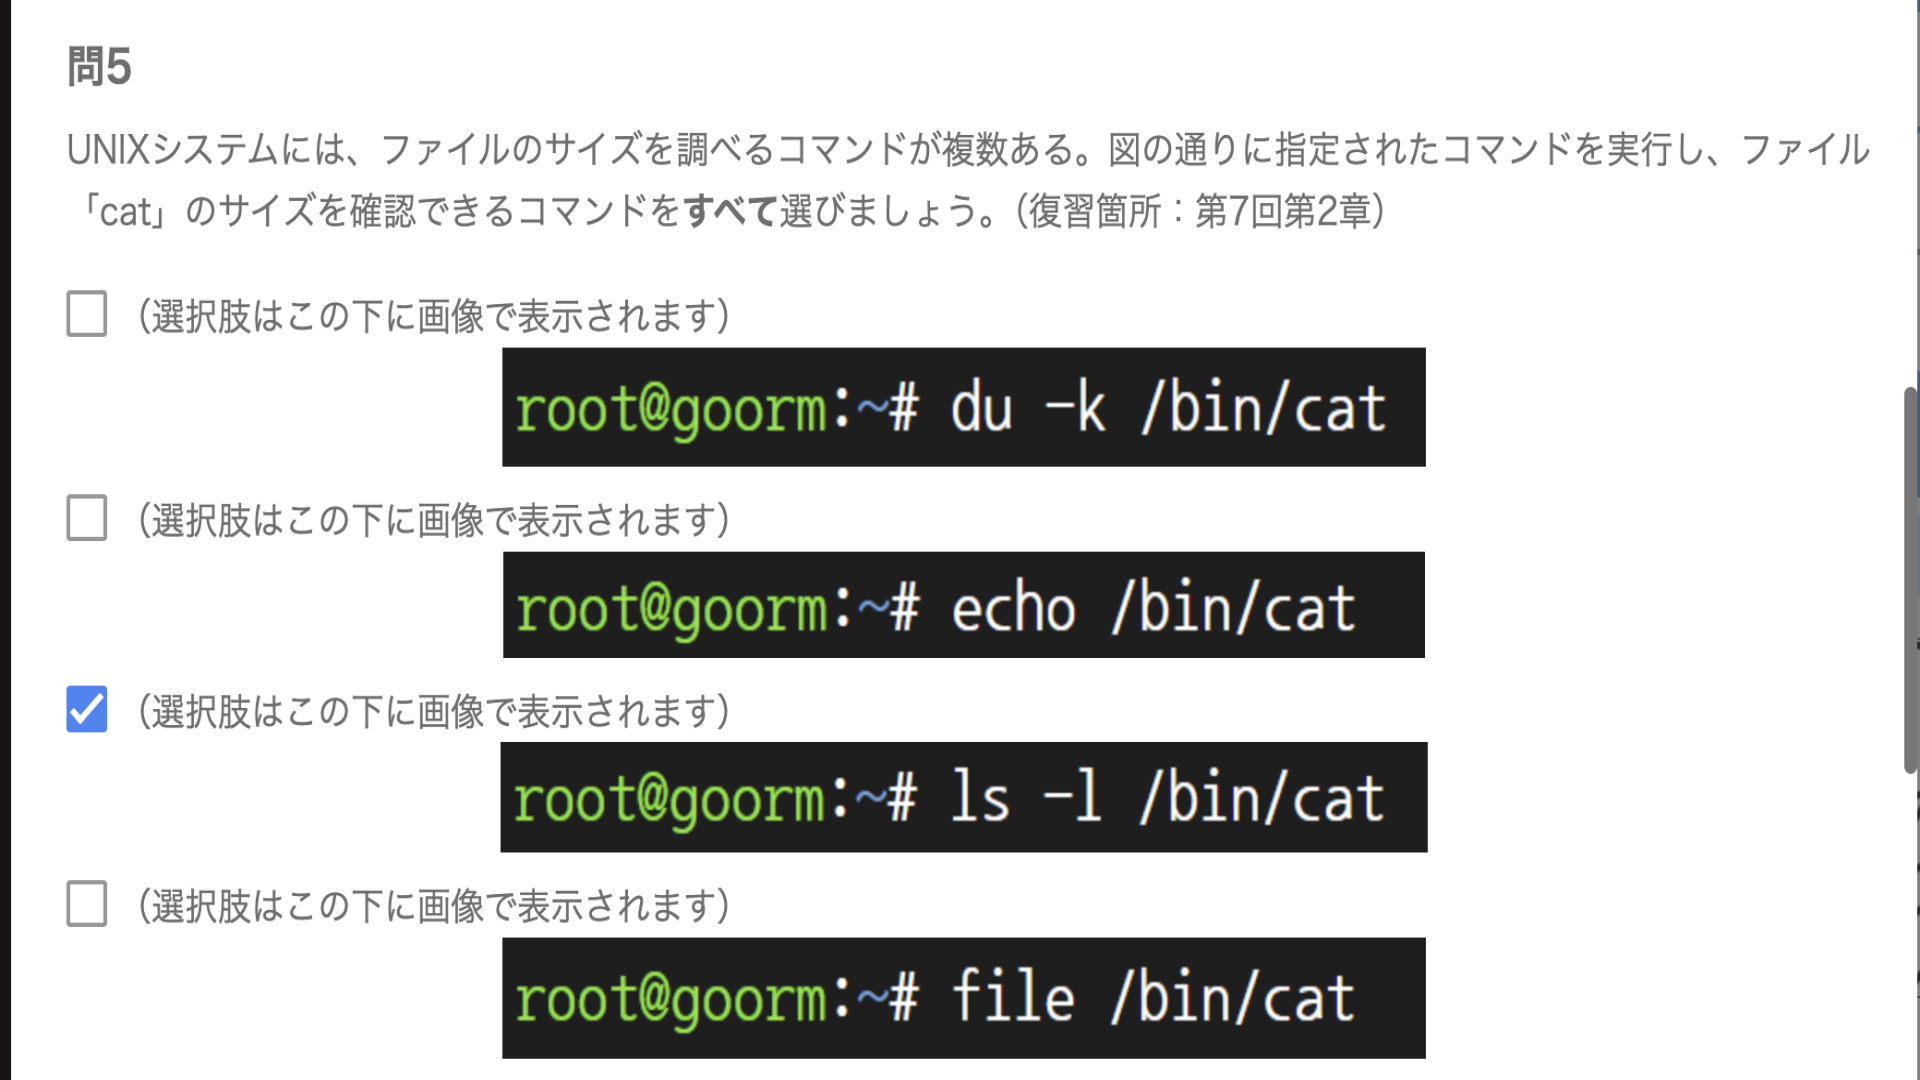 問5
UNIXシステムには、ファイルのサイズを調べるコマンドが複数ある。図の通りに指定されたコマンドを実行し、ファイル
「cat」のサイズを確認できるコマンドをすべて選びましょう。（復習箇所：第7回第2章）
（選択肢はこの下に画像で表示されます）
root@goorm:~# du -k /bin/cat
（選択肢はこの下に画像で表示されます）
root@goorm:~# echo /bin/cat
（選択肢はこの下に画像で表示されます）
root@goorm:~# ls -l /bin/cat
（選択肢はこの下に画像で表示されます）
root@goorm:~# file /bin/cat